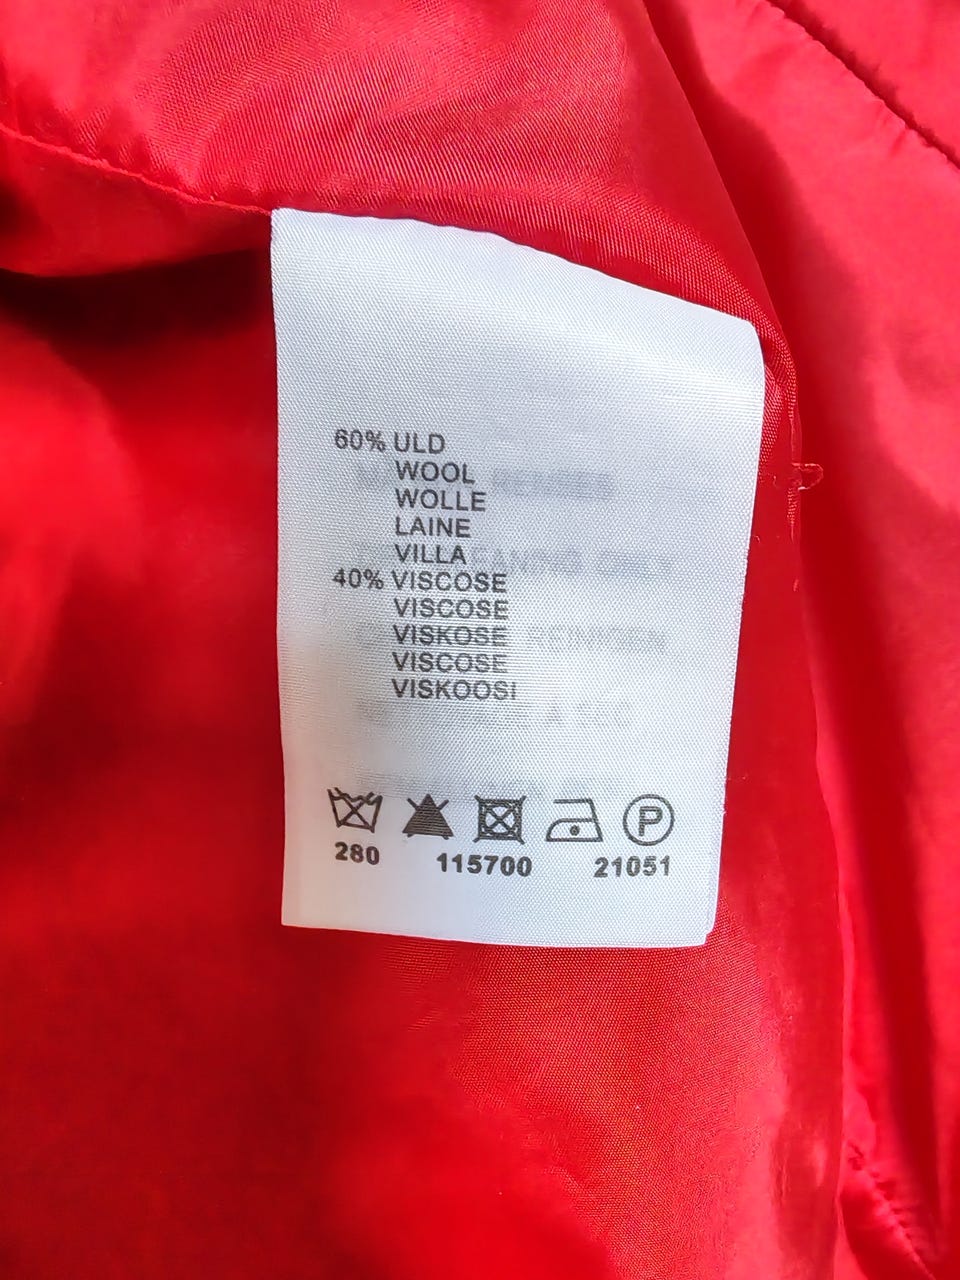 60% ULD
WOOL
WOLLE
LAINE
VILLA
40% VISCOSE
VISCOSE
VISKOSE
VISCOSE
VISKOOSI
P
280 115700 21051